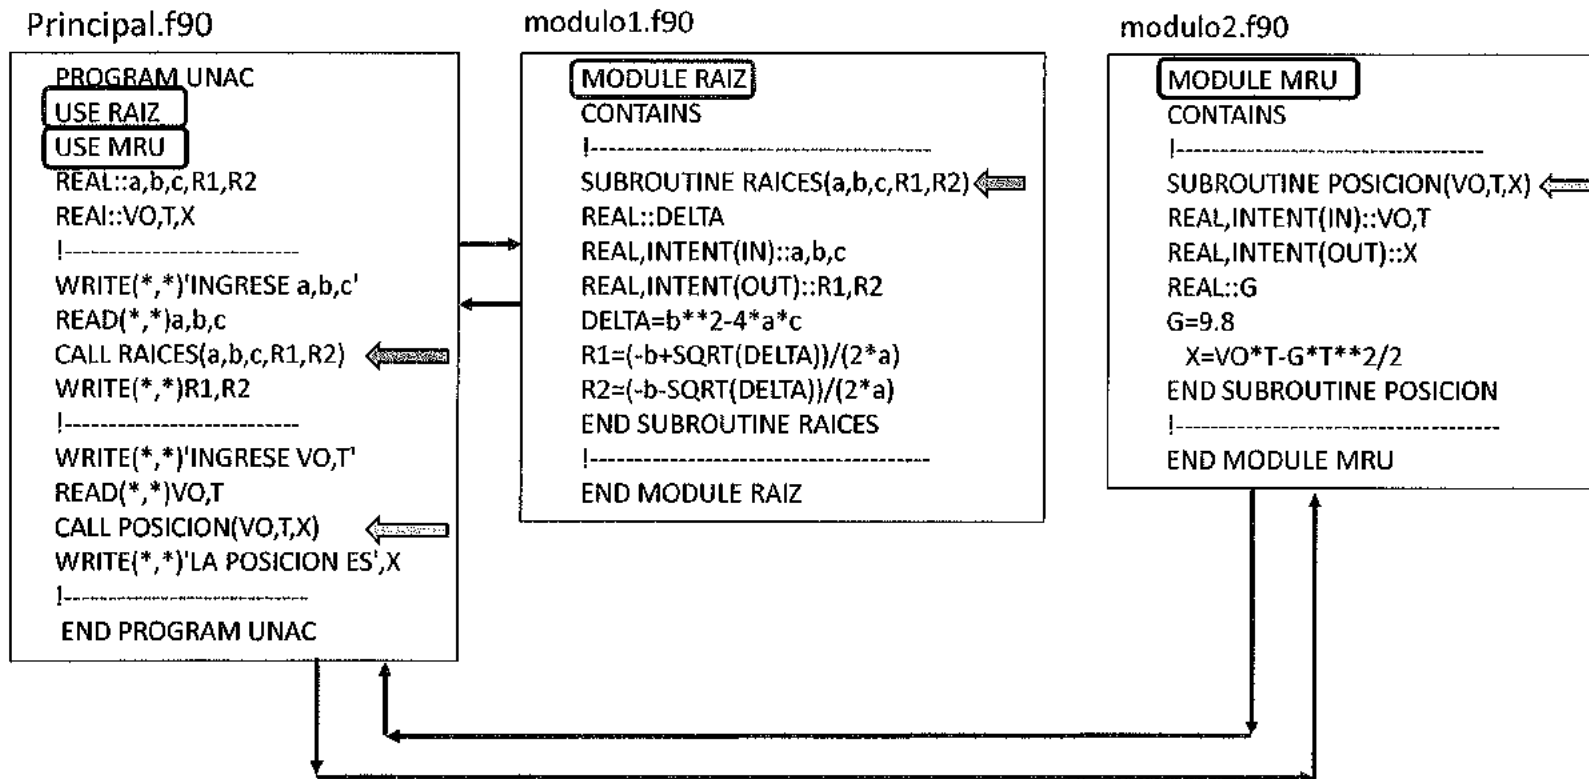 Principal.f90
PROGRAM UNAC
USE RAIZ
USE MRU
REAL::a,b,c,R1,R2
REAl::VO,T,X
!--------------------------
WRITE(*,*)'INGRESE a,b,c'
READ(*,*)a,b,c
CALL RAICES(a,b,c,R1,R2)
WRITE(*,*)R1,R2
!--------------------------
WRITE(*,*)'INGRESE VO,T'
READ(*,*)VO,T
CALL POSICION(VO,T,X)
WRITE(*,*)'LA POSICION ES',X
!---------------------------
END PROGRAM UNAC
modulo1.f90
MODULE RAIZ
CONTAINS
!-------------------------------------
SUBROUTINE RAICES(a,b,c,R1,R2)
REAL::DELTA
REAL,INTENT(IN)::a,b,c
REAL,INTENT(OUT)::R1,R2
DELTA=b**2-4*a*c
R1=(-b+SQRT(DELTA))/(2*a)
R2=(-b-SQRT(DELTA))/(2*a)
END SUBROUTINE RAICES
!-------------------------------------
END MODULE RAIZ
modulo2.f90
MODULE MRU
CONTAINS
!---------------------------------
SUBROUTINE POSICION(VO,T,X)
REAL,INTENT(IN)::VO,T
REAL,INTENT(OUT)::X
REAL::G
G=9.8
X=VO*T-G*T**2/2
END SUBROUTINE POSICION
!-----------------------------------
END MODULE MRU